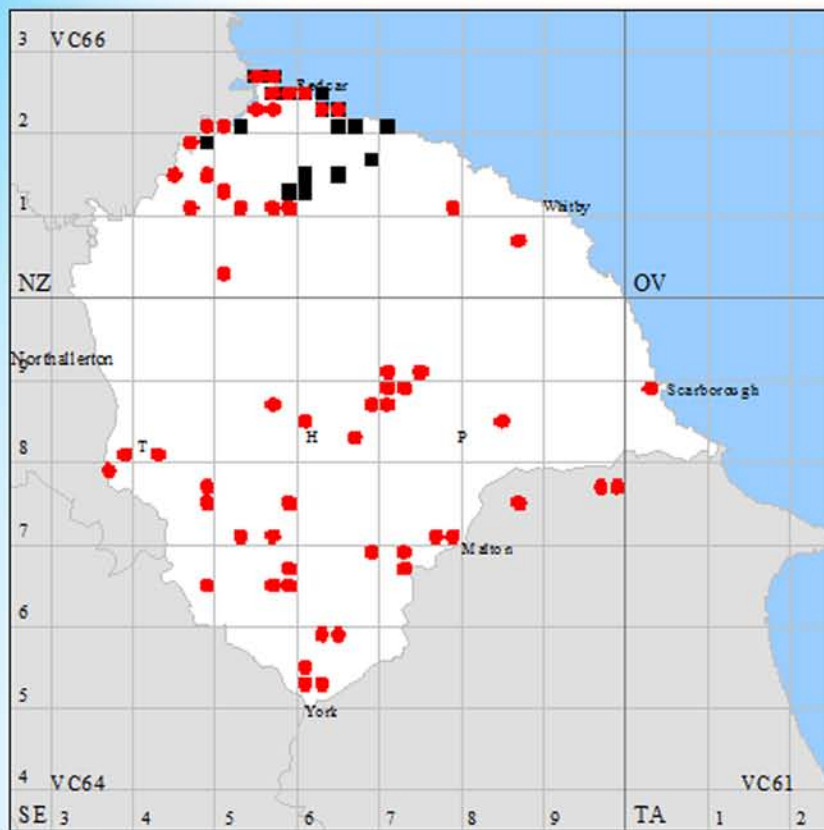 3 VC66
Redcar
2
1 Whitby
NZ OV
9
Northallerton
Scarborough
8 T H P
7
Malton
6
5
York
4 VC64 VC61
SE 3 4 5 6 7 8 9 TA 1 2